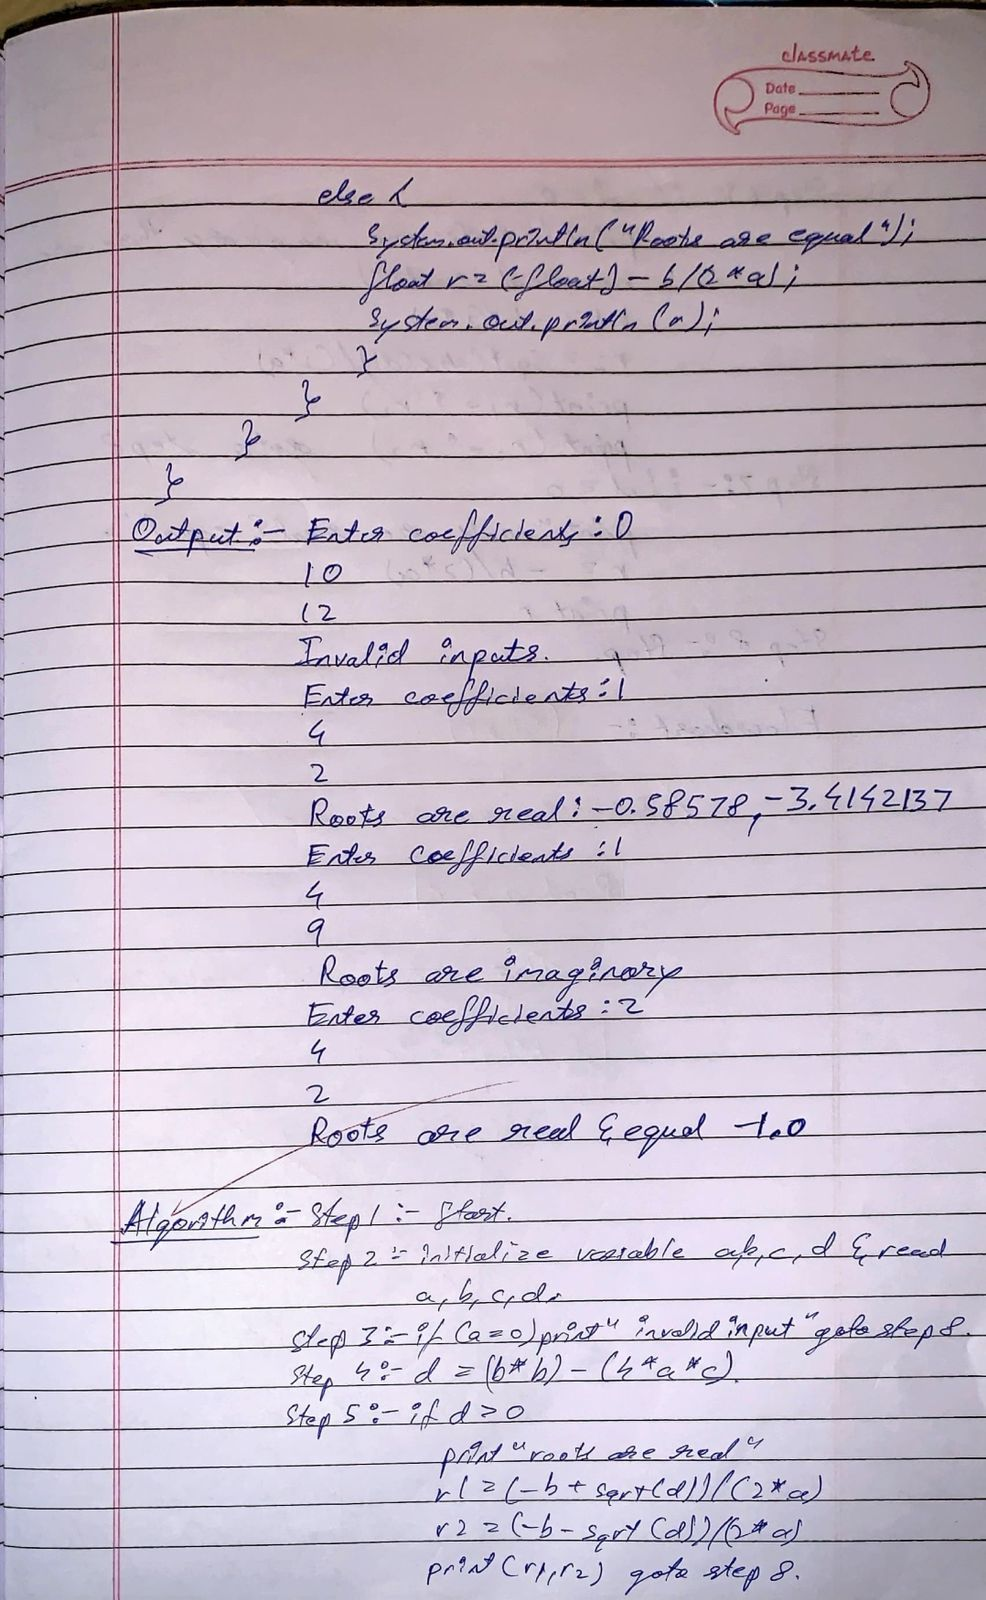 classmate
Date
Page
else {
System.out.println("Roots are equal");
float r = (float) - b/(2*a);
System.out.println(r);
}
}
}
}
Output :- Enter coefficients : 0
10
12
Invalid inputs.
Enter coefficients : 1
4
2
Roots are real : -0.58578, -3.4142137
Enter coefficients : 1
4
9
Roots are imaginary
Enter coefficients : 2
4
2
Roots are real & equal -1.0
Algorithm :- Step 1 :- Start.
Step 2 :- initialize variable a,b,c,d & read
a, b, c, d.
Step 3 :- if (a=0) print "invalid input" goto step 8.
Step 4 :- d = (b*b) - (4*a*c).
Step 5 :- if d>0
print "roots are real"
r1 = (-b + sqrt(d))/(2*a)
r2 = (-b - sqrt(d))/(2*a)
print (r1,r2) goto step 8.